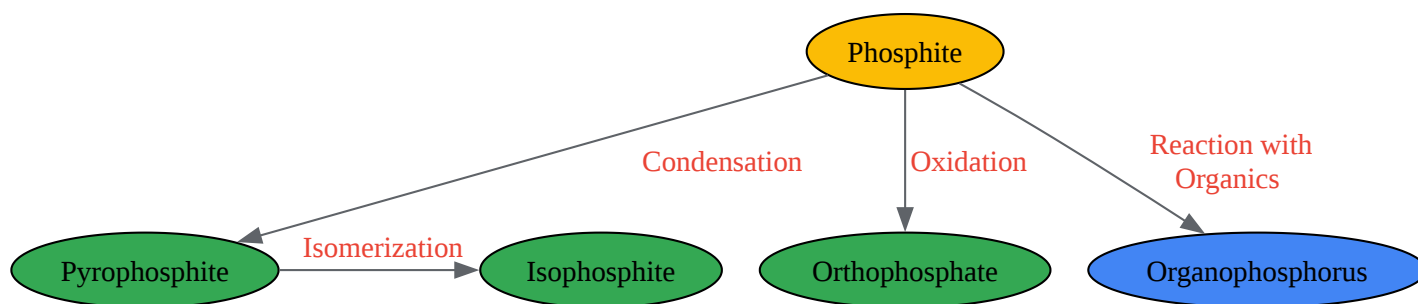 Phosphite
Condensation
Oxidation
Reaction with
Organics
Pyrophosphite
Isomerization
Isophosphite
Orthophosphate
Organophosphorus